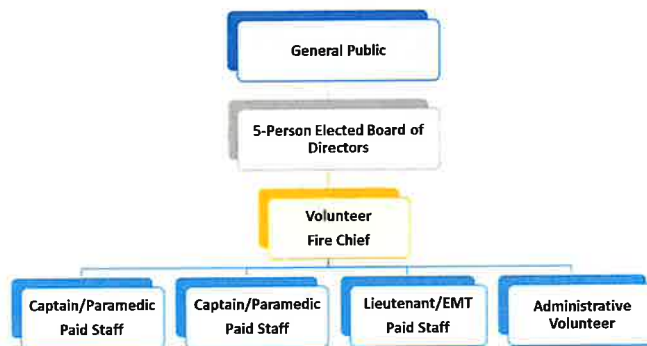 General Public
5-Person Elected Board of
Directors
Volunteer
Fire Chief
Captain/Paramedic
Paid Staff
Captain/Paramedic
Paid Staff
Lieutenant/EMT
Paid Staff
Administrative
Volunteer